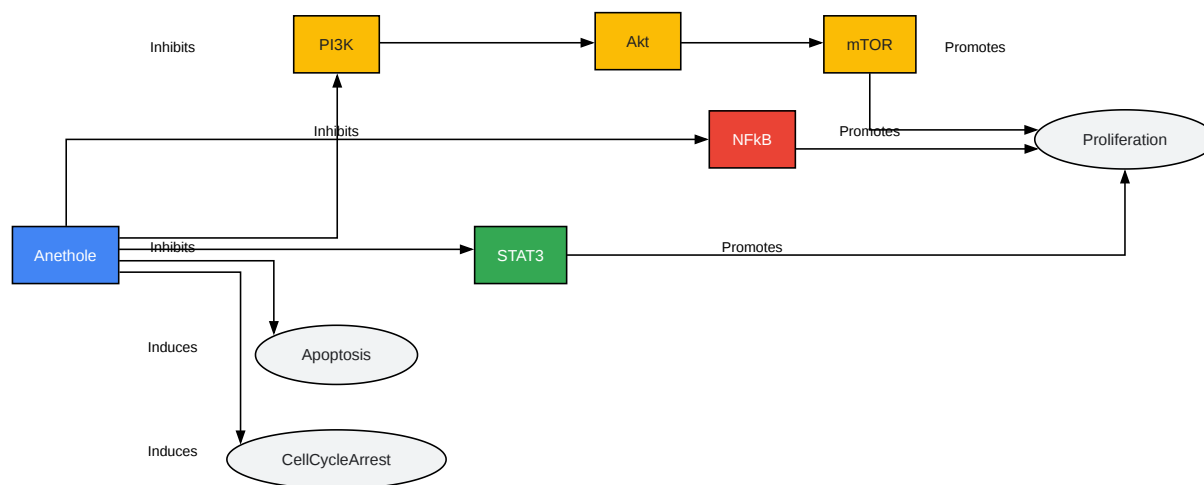 Inhibits
PI3K
Akt
mTOR
Promotes
Inhibits
NFkB
Promotes
Proliferation
Anethole
Inhibits
STAT3
Promotes
Induces
Apoptosis
Induces
CellCycleArrest